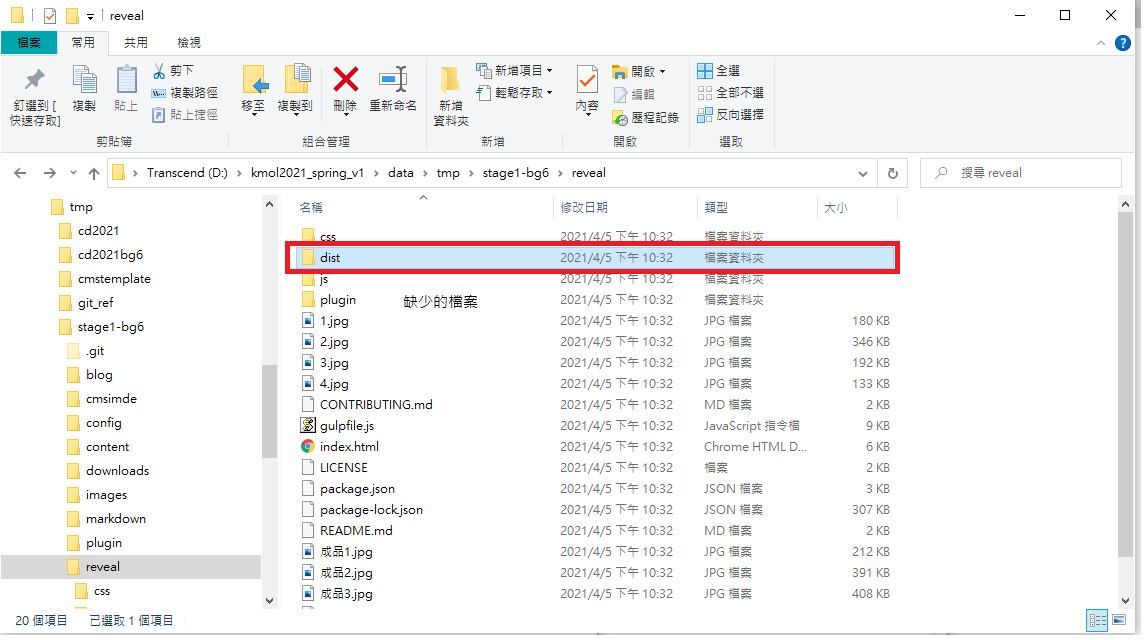 reveal
檔案 常用 共用 檢視
釘選到 [
快速存取]
複製
貼上
剪下
複製路徑
貼上捷徑
剪貼簿
移至
複製到
刪除
重新命名
組合管理
新增
資料夾
新增項目
輕鬆存取
新增
內容
開啟
編輯
歷程記錄
開啟
全選
全部不選
反向選擇
選取
Transcend (D:) › kmol2021_spring_v1 › data › tmp › stage1-bg6 › reveal
搜尋 reveal
tmp
cd2021
cd2021bg6
cmstemplate
git_ref
stage1-bg6
.git
blog
cmsimde
config
content
downloads
images
markdown
plugin
reveal
css
名稱 修改日期 類型 大小
css 2021/4/5 下午 10:32 檔案資料夾
dist 2021/4/5 下午 10:32 檔案資料夾
js 2021/4/5 下午 10:32 檔案資料夾
plugin 2021/4/5 下午 10:32 檔案資料夾
缺少的檔案
1.jpg 2021/4/5 下午 10:32 JPG 檔案 180 KB
2.jpg 2021/4/5 下午 10:32 JPG 檔案 346 KB
3.jpg 2021/4/5 下午 10:32 JPG 檔案 192 KB
4.jpg 2021/4/5 下午 10:32 JPG 檔案 133 KB
CONTRIBUTING.md 2021/4/5 下午 10:32 MD 檔案 2 KB
gulpfile.js 2021/4/5 下午 10:32 JavaScript 指令檔 9 KB
index.html 2021/4/5 下午 10:32 Chrome HTML D... 6 KB
LICENSE 2021/4/5 下午 10:32 檔案 2 KB
package.json 2021/4/5 下午 10:32 JSON 檔案 3 KB
package-lock.json 2021/4/5 下午 10:32 JSON 檔案 307 KB
README.md 2021/4/5 下午 10:32 MD 檔案 2 KB
成品1.jpg 2021/4/5 下午 10:32 JPG 檔案 212 KB
成品2.jpg 2021/4/5 下午 10:32 JPG 檔案 391 KB
成品3.jpg 2021/4/5 下午 10:32 JPG 檔案 408 KB
20 個項目 已選取 1 個項目